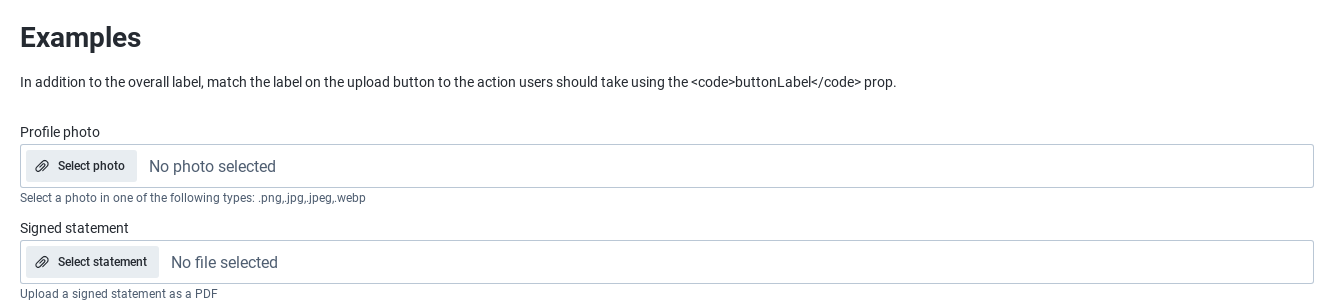 Examples
In addition to the overall label, match the label on the upload button to the action users should take using the <code>buttonLabel</code> prop.
Profile photo
Select photo No photo selected
Select a photo in one of the following types: .png,.jpg,.jpeg,.webp
Signed statement
Select statement No file selected
Upload a signed statement as a PDF